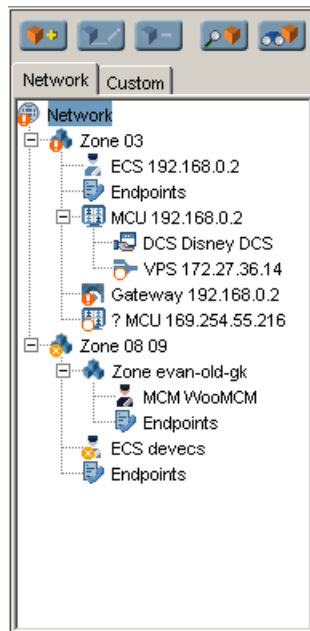 Network Custom
Network
Zone 03
ECS 192.168.0.2
Endpoints
MCU 192.168.0.2
DCS Disney DCS
VPS 172.27.36.14
Gateway 192.168.0.2
? MCU 169.254.55.216
Zone 08 09
Zone evan-old-gk
MCM WooMCM
Endpoints
ECS devecs
Endpoints